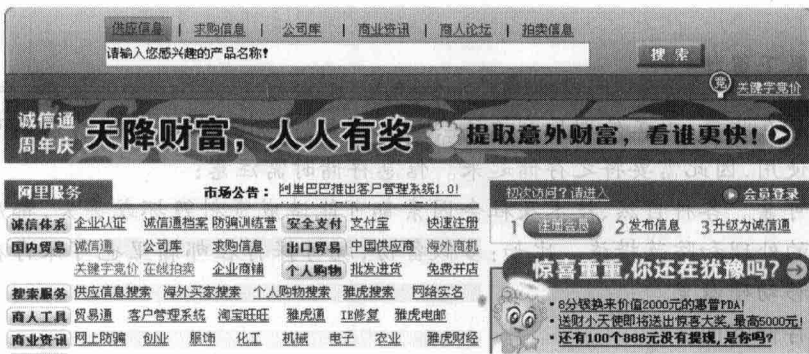 供应信息 | 求购信息 | 公司库 | 商业资讯 | 商人论坛 | 拍卖信息
请输入您感兴趣的产品名称!
搜索
竞 关键字竞价
诚信通
周年庆
天降财富，人人有奖 提取意外财富，看谁更快!
阿里服务 市场公告: 阿里巴巴推出客户管理系统1.0!
诚信体系 企业认证 诚信通档案 防骗训练营 安全支付 支付宝 快速注册
国内贸易 诚信通 公司库 求购信息 出口贸易 中国供应商 海外商机
关键字竞价 在线拍卖 企业商铺 个人购物 批发进货 免费开店
搜索服务 供应信息搜索 海外买家搜索 个人购物搜索 雅虎搜索 网络实名
商人工具 贸易通 客户管理系统 淘宝旺旺 雅虎通 IE修复 雅虎电邮
商业资讯 网上防骗 创业 服饰 化工 机械 电子 农业 雅虎财经
初次访问?请进入 会员登录
1 注册会员 2 发布信息 3 升级为诚信通
惊喜重重,你还在犹豫吗?
·8分钱换来价值2000元的惠普PDA!
·送财小天使即将送出惊喜大奖,最高5000元!
·还有100个888元没有提现,是你吗?